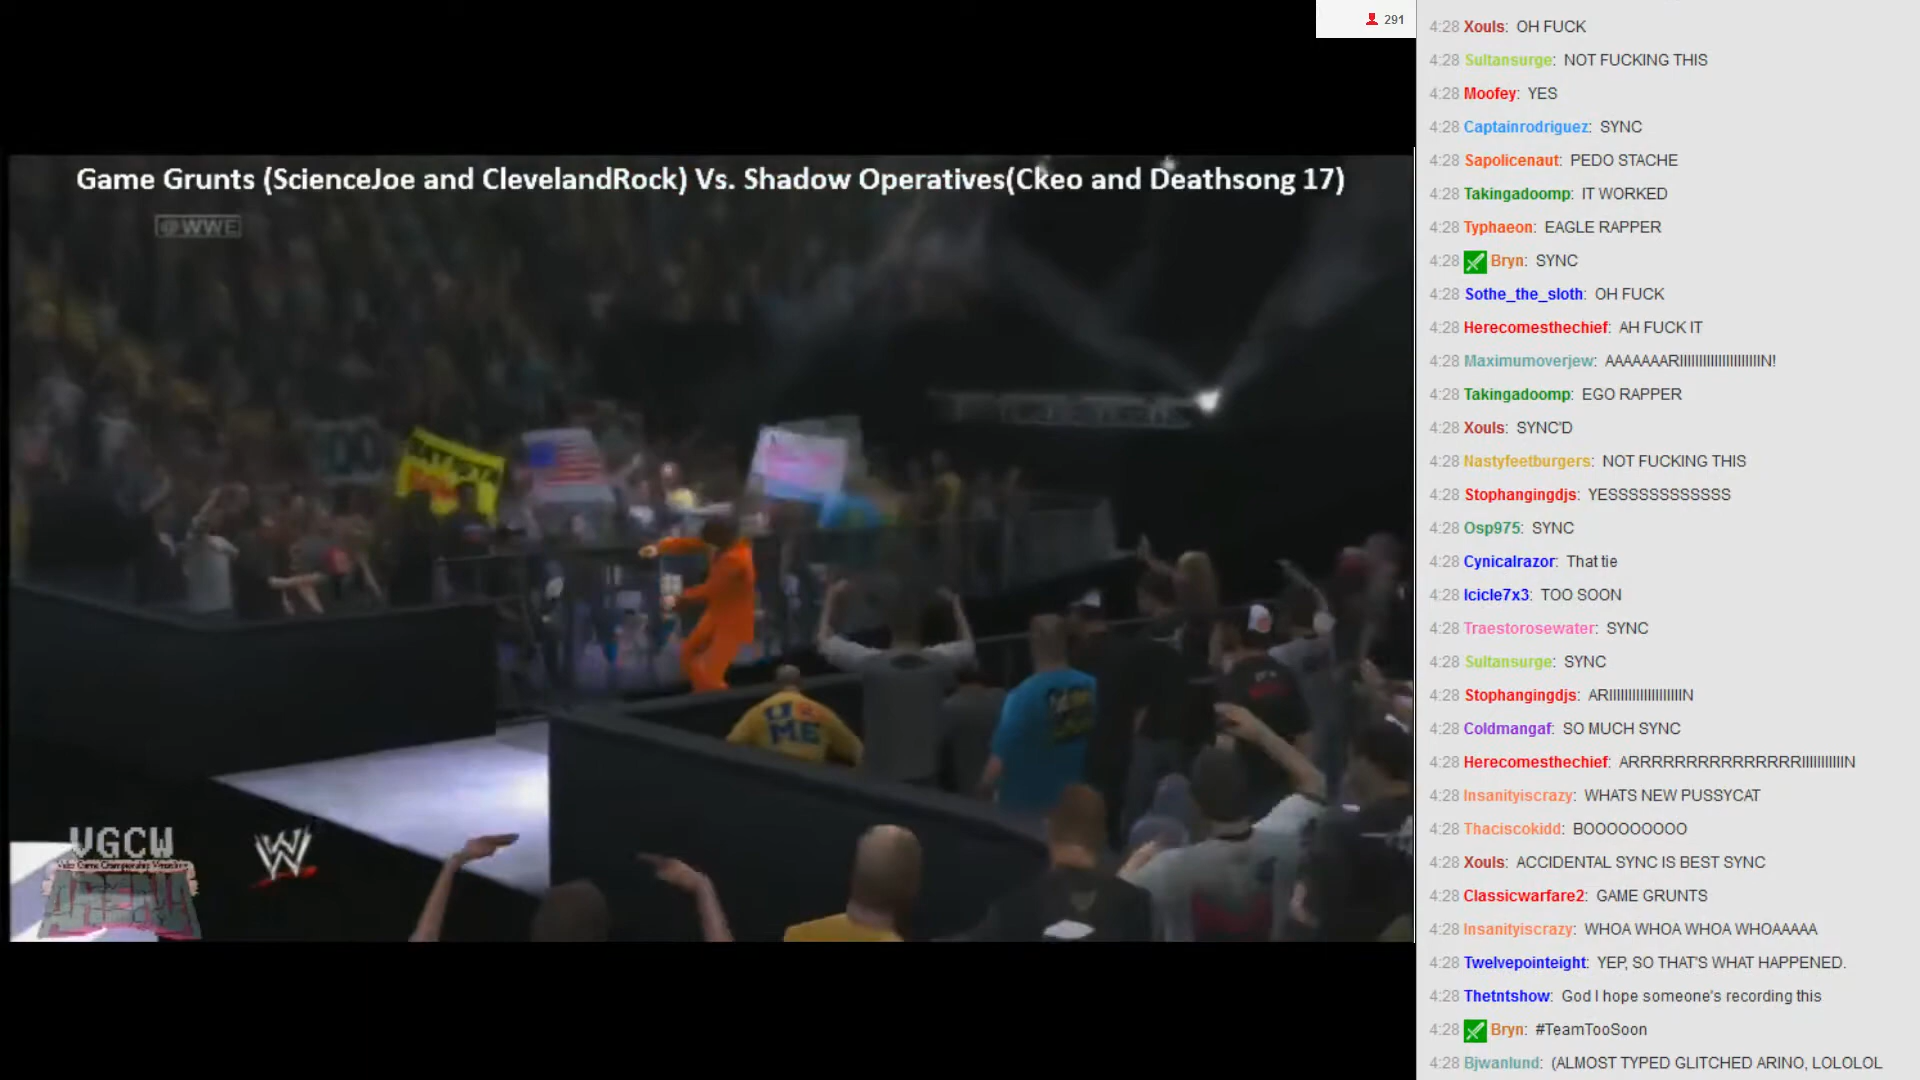 291
Game Grunts (ScienceJoe and ClevelandRock) Vs. Shadow Operatives(Ckeo and Deathsong 17)
@WWE
U
ME
VGCW
Video Game Championship Wrestling
W
4:28 Xouls: OH FUCK
4:28 Sultansurge: NOT FUCKING THIS
4:28 Moofey: YES
4:28 Captainrodriguez: SYNC
4:28 Sapolicenaut: PEDO STACHE
4:28 Takingadoomp: IT WORKED
4:28 Typhaeon: EAGLE RAPPER
4:28 Bryn: SYNC
4:28 Sothe_the_sloth: OH FUCK
4:28 Herecomesthechief: AH FUCK IT
4:28 Maximumoverjew: AAAAAAARIIIIIIIIIIIIIIIIIIIIN!
4:28 Takingadoomp: EGO RAPPER
4:28 Xouls: SYNC'D
4:28 Nastyfeetburgers: NOT FUCKING THIS
4:28 Stophangingdjs: YESSSSSSSSSSSS
4:28 Osp975: SYNC
4:28 Cynicalrazor: That tie
4:28 Icicle7x3: TOO SOON
4:28 Traestorosewater: SYNC
4:28 Sultansurge: SYNC
4:28 Stophangingdjs: ARIIIIIIIIIIIIIIIIIIIN
4:28 Coldmangaf: SO MUCH SYNC
4:28 Herecomesthechief: ARRRRRRRRRRRRRRRIIIIIIIIIIN
4:28 Insanityiscrazy: WHATS NEW PUSSYCAT
4:28 Thaciscokidd: BOOOOOOOOO
4:28 Xouls: ACCIDENTAL SYNC IS BEST SYNC
4:28 Classicwarfare2: GAME GRUNTS
4:28 Insanityiscrazy: WHOA WHOA WHOA WHOAAAAA
4:28 Twelvepointeight: YEP, SO THAT'S WHAT HAPPENED.
4:28 Thetntshow: God I hope someone's recording this
4:28 Bryn: #TeamTooSoon
4:28 Bjwanlund: (ALMOST TYPED GLITCHED ARINO, LOLOLOL